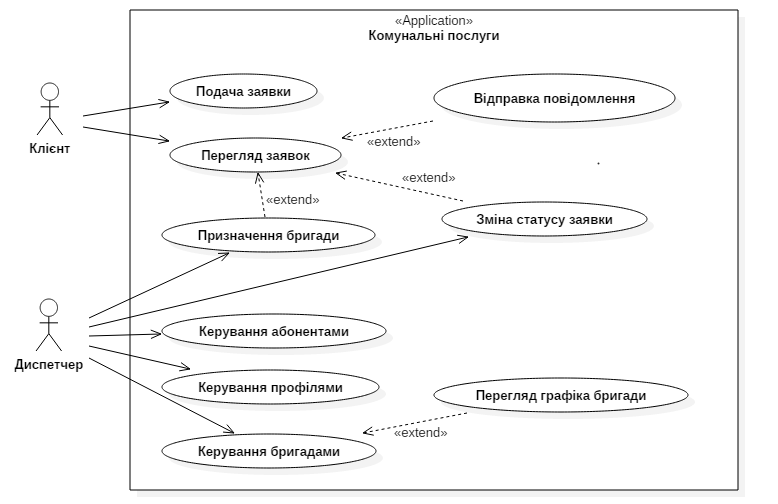 «Application»
Комунальні послуги
Подача заявки
Відправка повідомлення
Клієнт
«extend»
Перегляд заявок
«extend»
«extend»
Зміна статусу заявки
Призначення бригади
Керування абонентами
Диспетчер
Керування профілями
Перегляд графіка бригади
«extend»
Керування бригадами